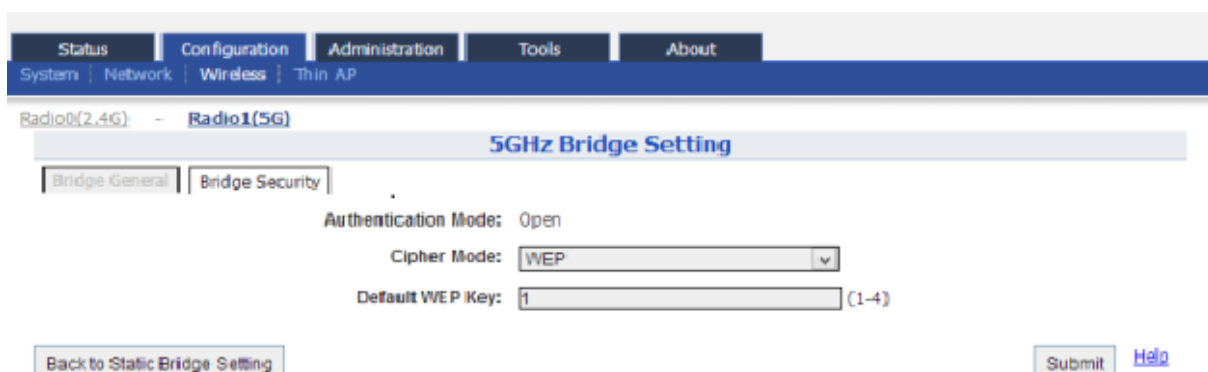 Status Configuration Administration Tools About
System Network Wireless Thin AP
Radio0(2.4G) - Radio1(5G)
5GHz Bridge Setting
Bridge General Bridge Security
Authentication Mode: Open
Cipher Mode: WEP
Default WEP Key: 1 (1-4)
Back to Static Bridge Setting Submit Help